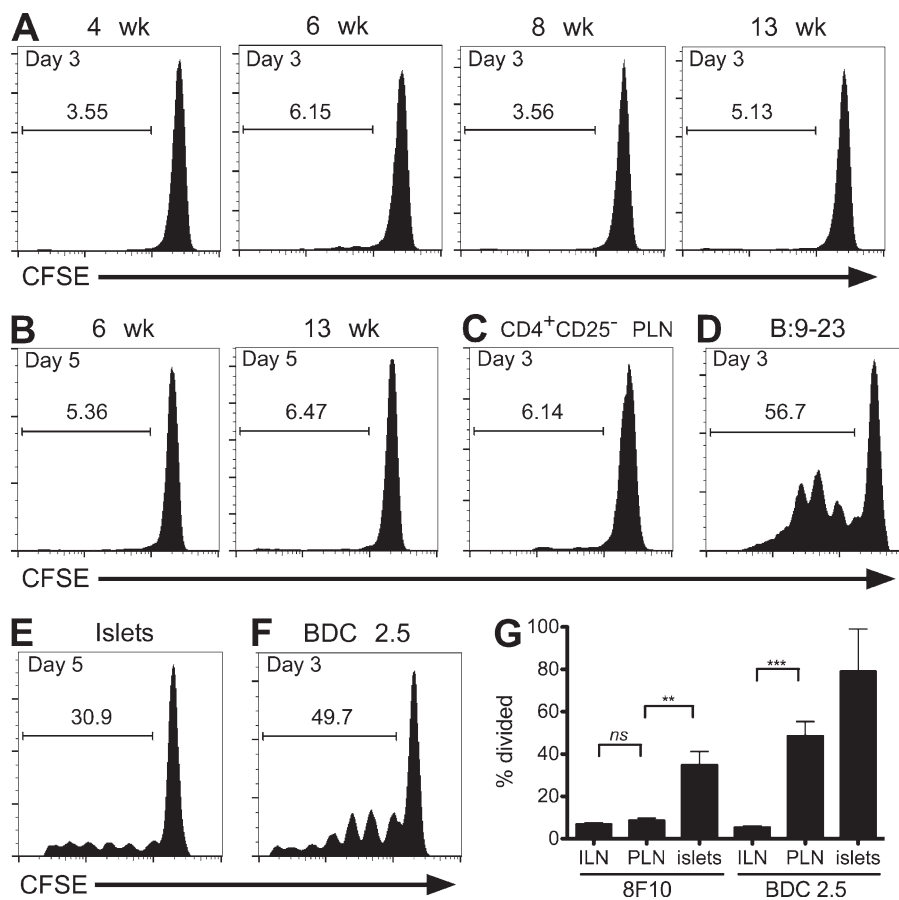 A
4 wk
6 wk
8 wk
13 wk
Day 3
Day 3
Day 3
Day 3
3.55
6.15
3.56
5.13
CFSE
B
6 wk
13 wk
C CD4+CD25- PLN
D B:9-23
Day 5
Day 5
Day 3
Day 3
5.36
6.47
6.14
56.7
CFSE
E Islets
F BDC 2.5
Day 5
Day 3
30.9
49.7
CFSE
G
% divided
100
80
60
40
20
0
ns
**
***
ILN PLN islets ILN PLN islets
8F10 BDC 2.5